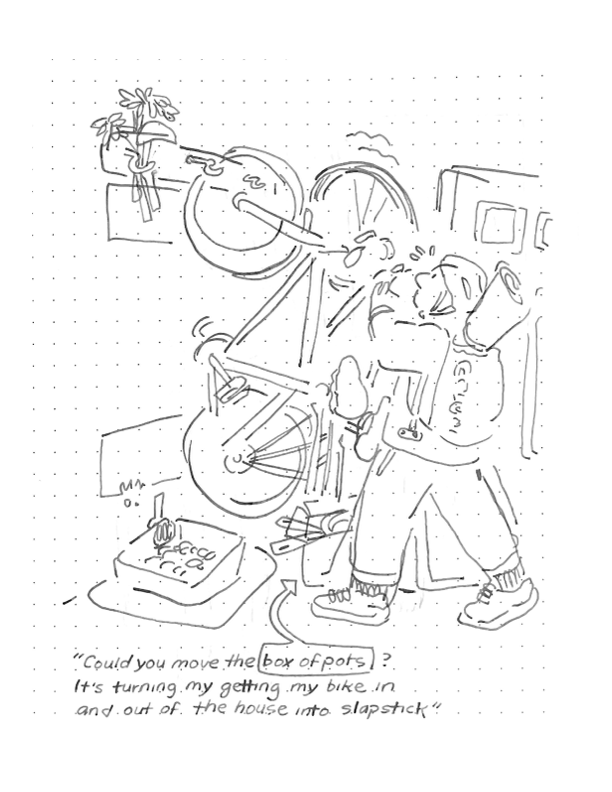 "Could you move the box of pots?
It's turning my getting my bike in
and out of the house into slapstick"